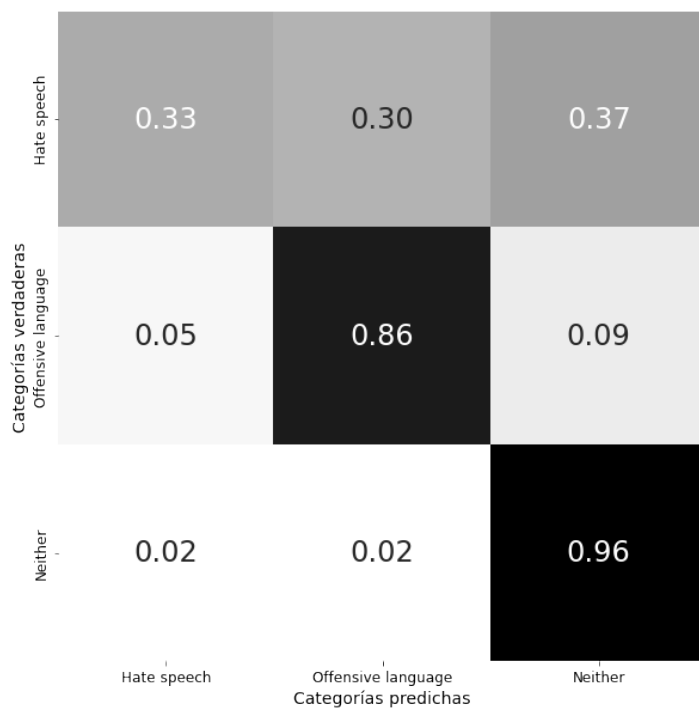 Categorías verdaderas
Hate speech
0.33 0.30 0.37
Offensive language
0.05 0.86 0.09
Neither
0.02 0.02 0.96
Hate speech Offensive language Neither
Categorías predichas